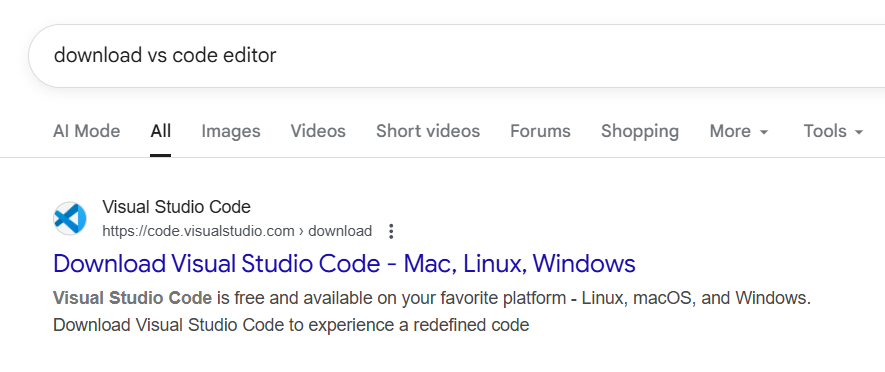 download vs code editor
AI Mode All Images Videos Short videos Forums Shopping More Tools
Visual Studio Code
https://code.visualstudio.com › download
Download Visual Studio Code - Mac, Linux, Windows
Visual Studio Code is free and available on your favorite platform - Linux, macOS, and Windows.
Download Visual Studio Code to experience a redefined code